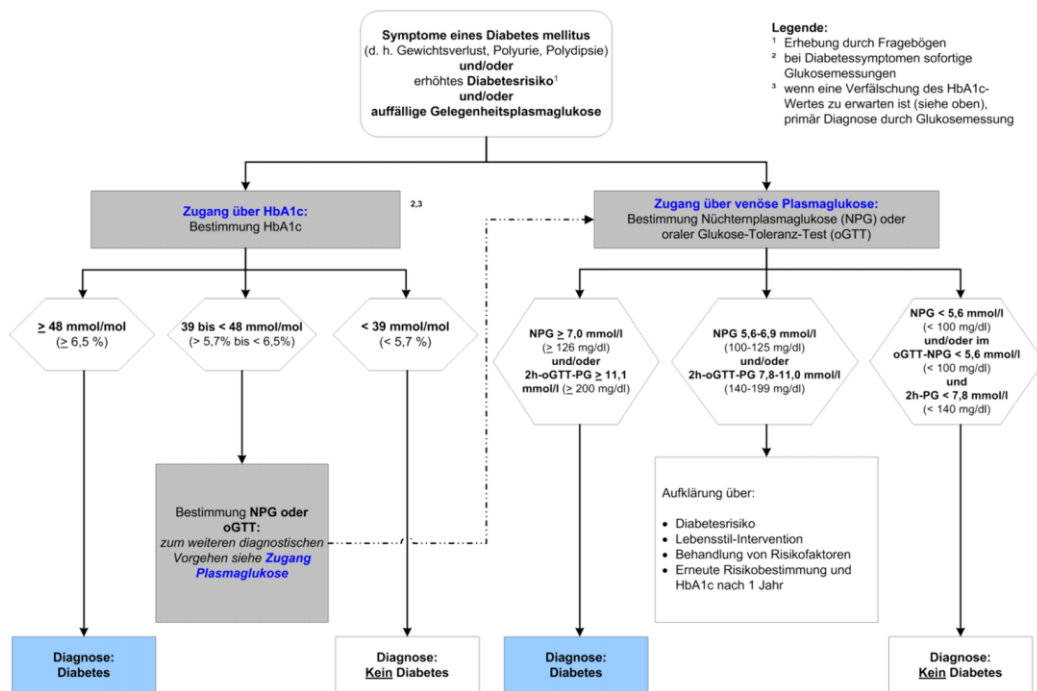 Symptome eines Diabetes mellitus
(d. h. Gewichtsverlust, Polyurie, Polydipsie)
und/oder
erhöhtes Diabetesrisiko¹
und/oder
auffällige Gelegenheitsplasmaglukose
Legende:
¹ Erhebung durch Fragebögen
² bei Diabetessymptomen sofortige
Glukosemessungen
³ wenn eine Verfälschung des HbA1c-
Wertes zu erwarten ist (siehe oben),
primär Diagnose durch Glukosemessung
Zugang über HbA1c:
Bestimmung HbA1c
2,3
Zugang über venöse Plasmaglukose:
Bestimmung Nüchternplasmaglukose (NPG) oder
oraler Glukose-Toleranz-Test (oGTT)
≥ 48 mmol/mol
(≥ 6,5 %)
39 bis < 48 mmol/mol
(> 5,7% bis < 6,5%)
< 39 mmol/mol
(< 5,7 %)
NPG ≥ 7,0 mmol/l
(≥ 126 mg/dl)
und/oder
2h-oGTT-PG ≥ 11,1
mmol/l (≥ 200 mg/dl)
NPG 5,6-6,9 mmol/l
(100-125 mg/dl)
und/oder
2h-oGTT-PG 7,8-11,0 mmol/l
(140-199 mg/dl)
NPG < 5,6 mmol/l
(< 100 mg/dl)
und/oder im
oGTT-NPG < 5,6 mmol/l
(< 100 mg/dl)
und
2h-PG < 7,8 mmol/l
(< 140 mg/dl)
Bestimmung NPG oder
oGTT:
zum weiteren diagnostischen
Vorgehen siehe Zugang
Plasmaglukose
Aufklärung über:
• Diabetesrisiko
• Lebensstil-Intervention
• Behandlung von Risikofaktoren
• Erneute Risikobestimmung und
HbA1c nach 1 Jahr
Diagnose:
Diabetes
Diagnose:
Kein Diabetes
Diagnose:
Diabetes
Diagnose:
Kein Diabetes